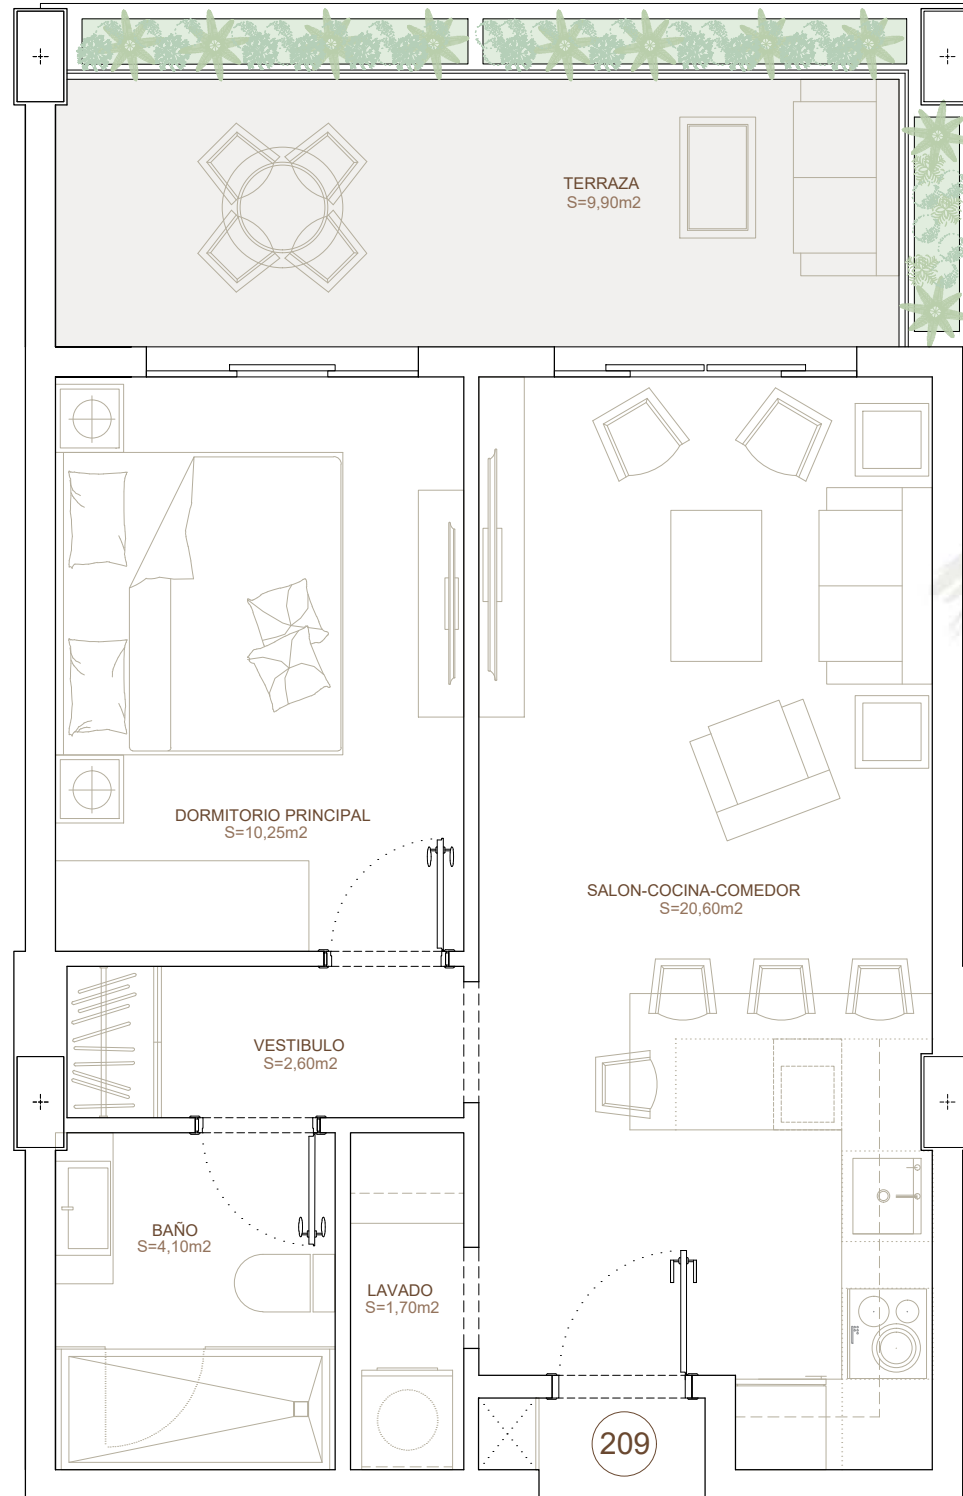 TERRAZA
S=9,90m2
DORMITORIO PRINCIPAL
S=10,25m2
SALON-COCINA-COMEDOR
S=20,60m2
VESTIBULO
S=2,60m2
BAÑO
S=4,10m2
LAVADO
S=1,70m2
209